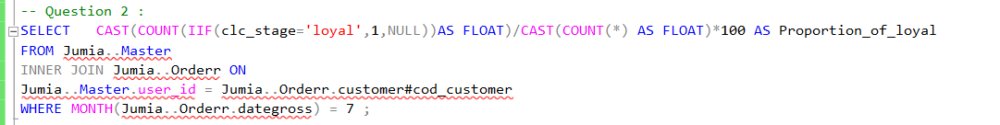 -- Question 2 :
SELECT   CAST(COUNT(IIF(clc_stage='loyal',1,NULL))AS FLOAT)/CAST(COUNT(*) AS FLOAT)*100 AS Proportion_of_loyal
FROM Jumia..Master
INNER JOIN Jumia..Orderr ON
Jumia..Master.user_id = Jumia..Orderr.customer#cod_customer
WHERE MONTH(Jumia..Orderr.dategross) = 7 ;